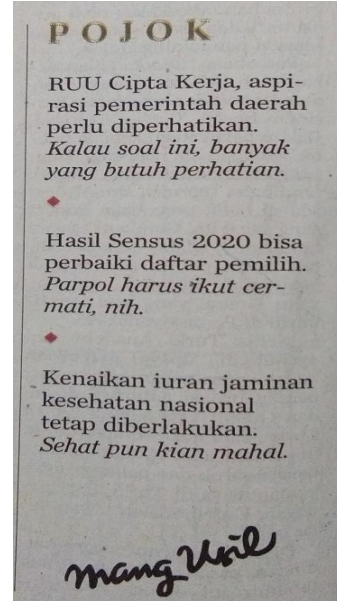 POJOK
RUU Cipta Kerja, aspi-
rasi pemerintah daerah
perlu diperhatikan.
Kalau soal ini, banyak
yang butuh perhatian.
Hasil Sensus 2020 bisa
perbaiki daftar pemilih.
Parpol harus ikut cer-
mati, nih.
Kenaikan iuran jaminan
kesehatan nasional
tetap diberlakukan.
Sehat pun kian mahal.
mang Usil